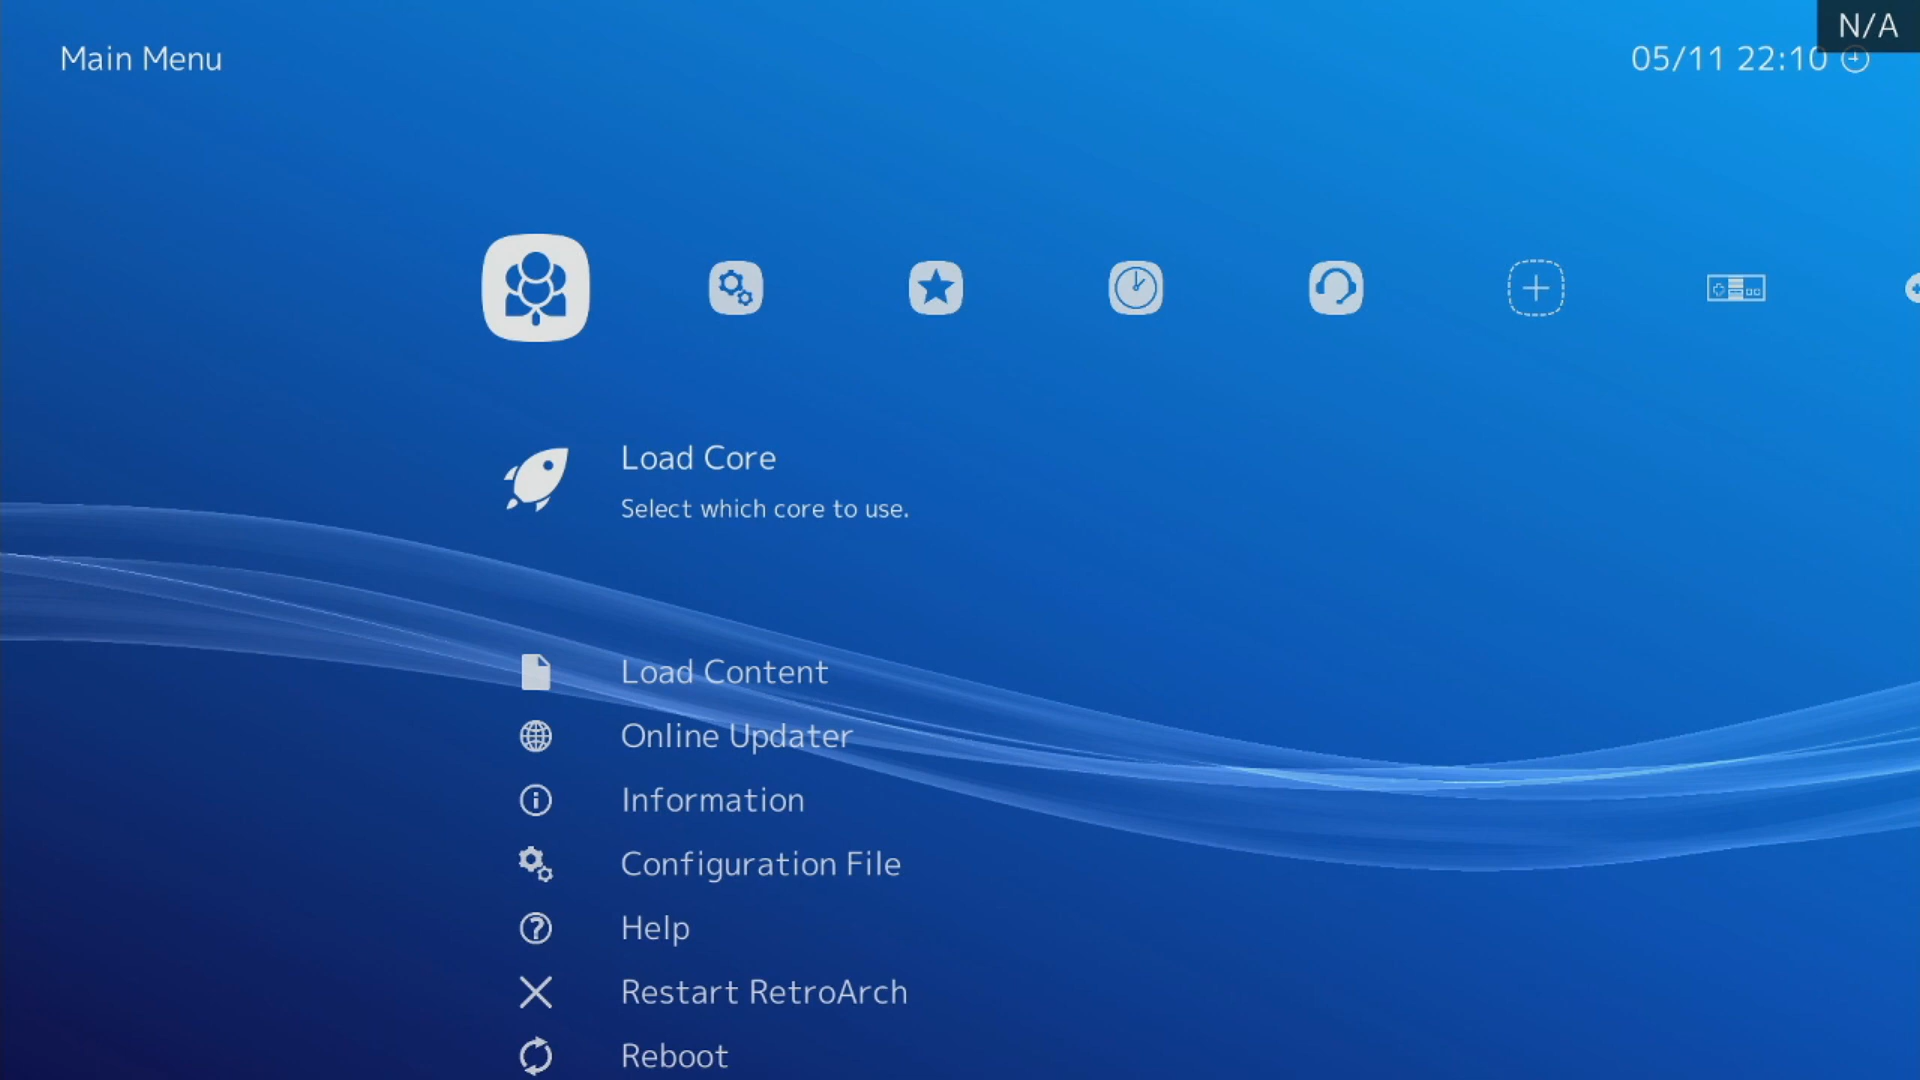 N/A
Main Menu
05/11 22:10
Load Core
Select which core to use.
Load Content
Online Updater
Information
Configuration File
Help
Restart RetroArch
Reboot